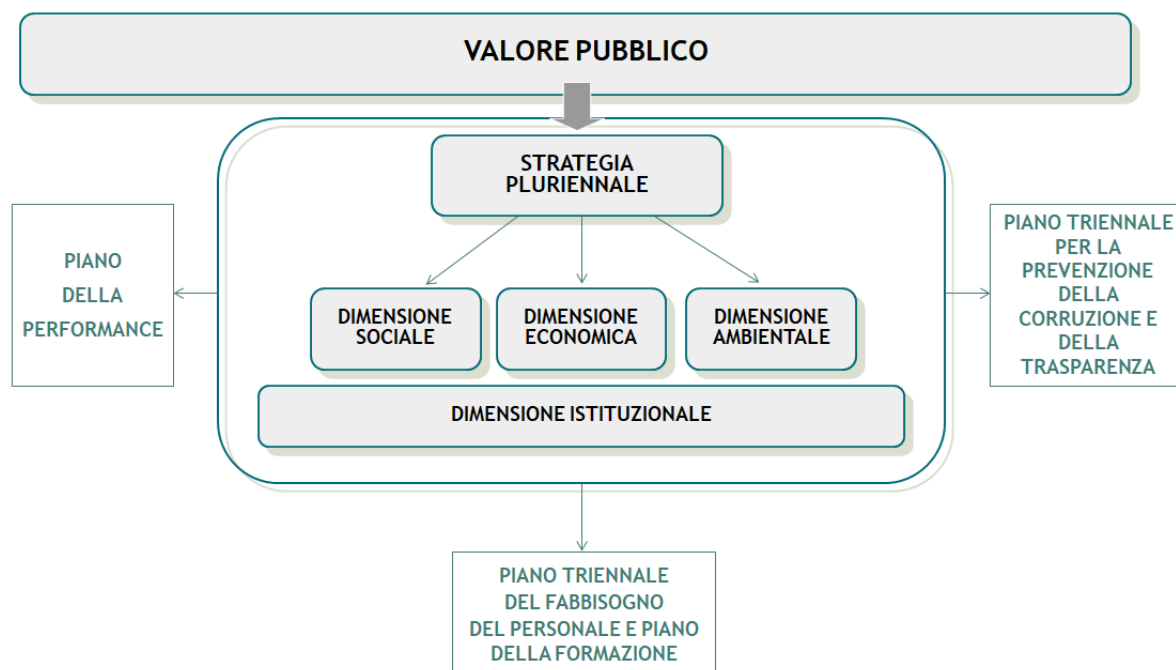 VALORE PUBBLICO
STRATEGIA
PLURIENNALE
PIANO
DELLA
PERFORMANCE
DIMENSIONE
SOCIALE
DIMENSIONE
ECONOMICA
DIMENSIONE
AMBIENTALE
PIANO TRIENNALE
PER LA
PREVENZIONE
DELLA
CORRUZIONE E
DELLA
TRASPARENZA
DIMENSIONE ISTITUZIONALE
PIANO TRIENNALE
DEL FABBISOGNO
DEL PERSONALE E PIANO
DELLA FORMAZIONE